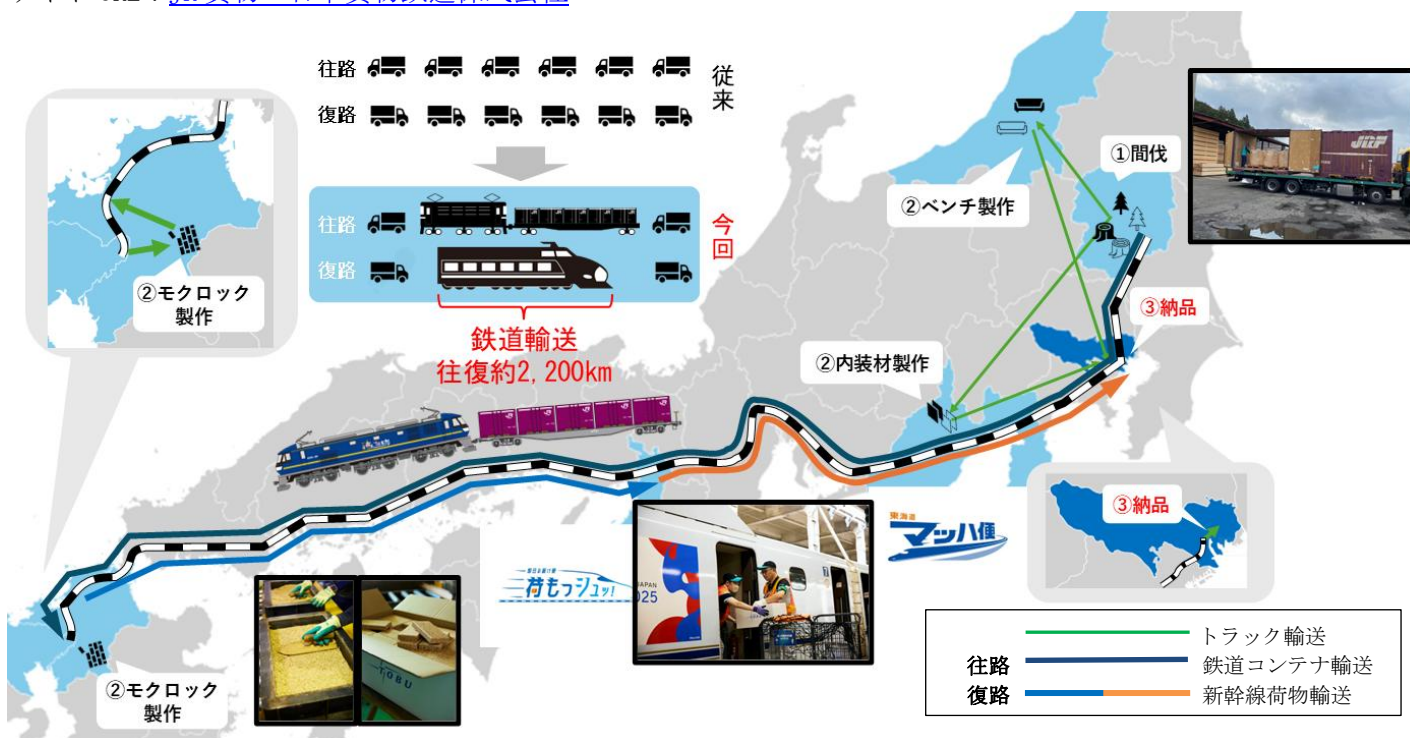 往路
従来
復路
①間伐
②ベンチ製作
往路
今回
復路
②モクロック
製作
鉄道輸送
往復約2,200km
③納品
②内装材製作
③納品
東海道
マッハ便
荷もつシュッ!
JAPAN
2025
TOBU
②モクロック
製作
トラック輸送
往路
鉄道コンテナ輸送
復路
新幹線荷物輸送